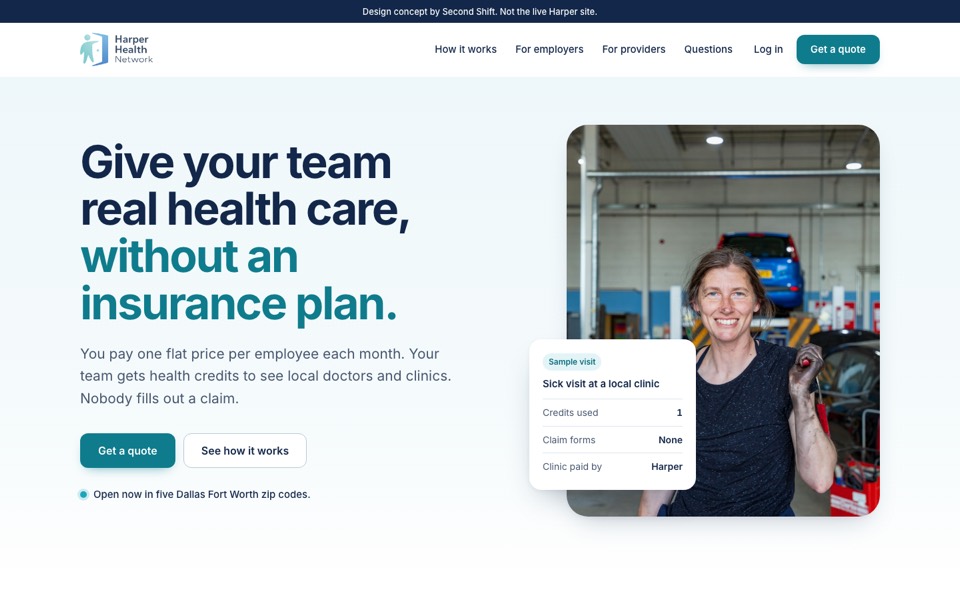 Design concept by Second Shift. Not the live Harper site.
Harper
Health
Network
How it works
For employers
For providers
Questions
Log in
Get a quote
Give your team
real health care,
without an
insurance plan.
You pay one flat price per employee each month. Your
team gets health credits to see local doctors and clinics.
Nobody fills out a claim.
Get a quote
See how it works
Open now in five Dallas Fort Worth zip codes.
Sample visit
Sick visit at a local clinic
Credits used 1
Claim forms None
Clinic paid by Harper